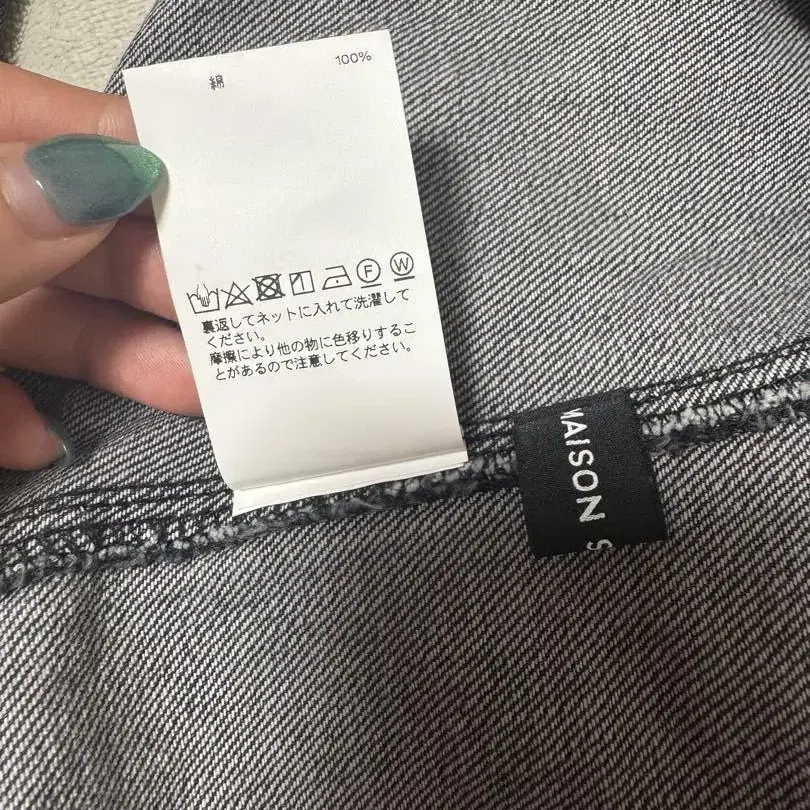 綿 100%
F W
裏返してネットに入れて洗濯して
ください。
摩擦により他の物に色移りするこ
とがあるので注意してください。
MAISON S